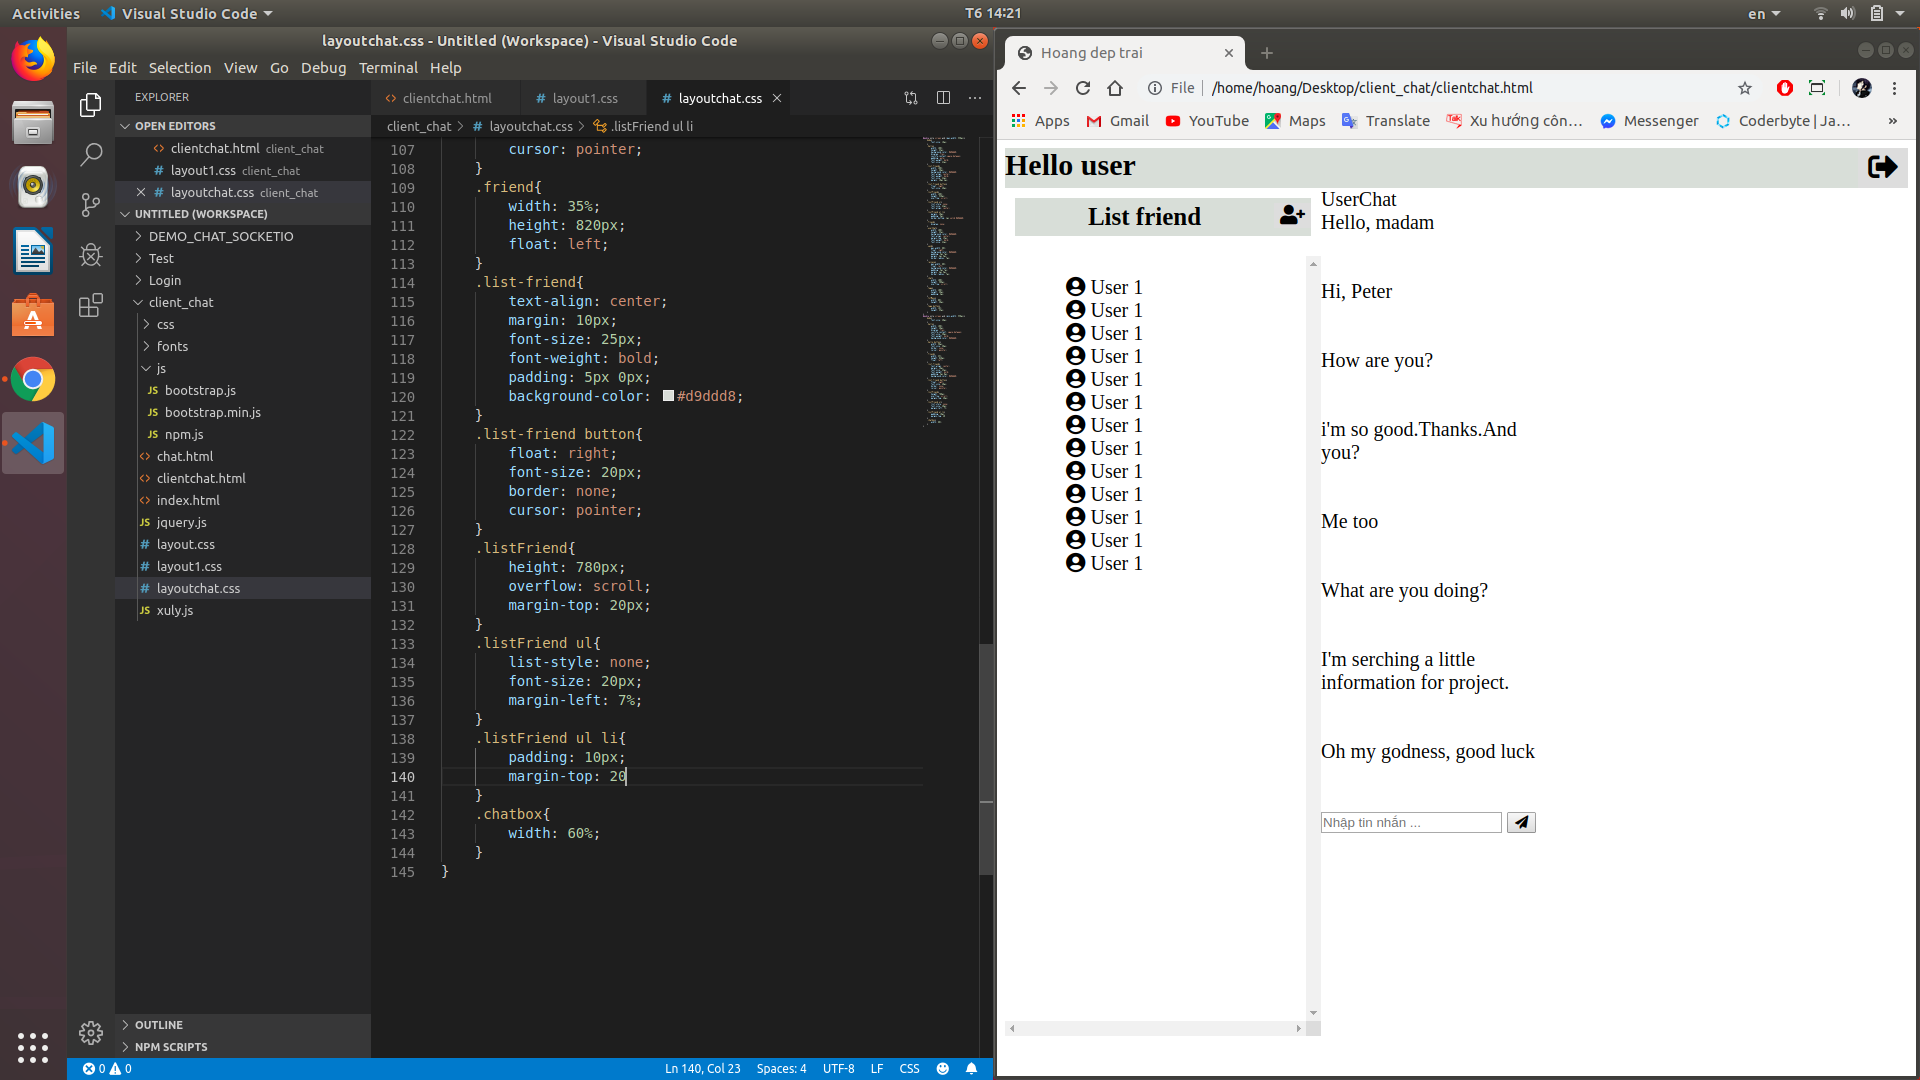 Activities
Visual Studio Code
T6 14:21
en
layoutchat.css - Untitled (Workspace) - Visual Studio Code
File Edit Selection View Go Debug Terminal Help
EXPLORER
OPEN EDITORS
clientchat.html client_chat
layout1.css client_chat
layoutchat.css client_chat
UNTITLED (WORKSPACE)
DEMO_CHAT_SOCKETIO
Test
Login
client_chat
css
fonts
js
JS bootstrap.js
JS bootstrap.min.js
JS npm.js
chat.html
clientchat.html
index.html
JS jquery.js
# layout.css
# layout1.css
# layoutchat.css
JS xuly.js
OUTLINE
NPM SCRIPTS
clientchat.html
# layout1.css
# layoutchat.css
client_chat > # layoutchat.css > .listFriend ul li
107 cursor: pointer;
108 }
109 .friend{
110 width: 35%;
111 height: 820px;
112 float: left;
113 }
114 .list-friend{
115 text-align: center;
116 margin: 10px;
117 font-size: 25px;
118 font-weight: bold;
119 padding: 5px 0px;
120 background-color: #d9ddd8;
121 }
122 .list-friend button{
123 float: right;
124 font-size: 20px;
125 border: none;
126 cursor: pointer;
127 }
128 .listFriend{
129 height: 780px;
130 overflow: scroll;
131 margin-top: 20px;
132 }
133 .listFriend ul{
134 list-style: none;
135 font-size: 20px;
136 margin-left: 7%;
137 }
138 .listFriend ul li{
139 padding: 10px;
140 margin-top: 20
141 }
142 .chatbox{
143 width: 60%;
144 }
145 }
0 0
Ln 140, Col 23 Spaces: 4 UTF-8 LF CSS
Hoang dep trai
File | /home/hoang/Desktop/client_chat/clientchat.html
Apps Gmail YouTube Maps Translate Xu hướng côn... Messenger Coderbyte | Ja... »
Hello user
List friend
User 1
User 1
User 1
User 1
User 1
User 1
User 1
User 1
User 1
User 1
User 1
User 1
User 1
UserChat
Hello, madam
Hi, Peter
How are you?
i'm so good.Thanks.And
you?
Me too
What are you doing?
I'm serching a little
information for project.
Oh my godness, good luck
Nhập tin nhắn ...